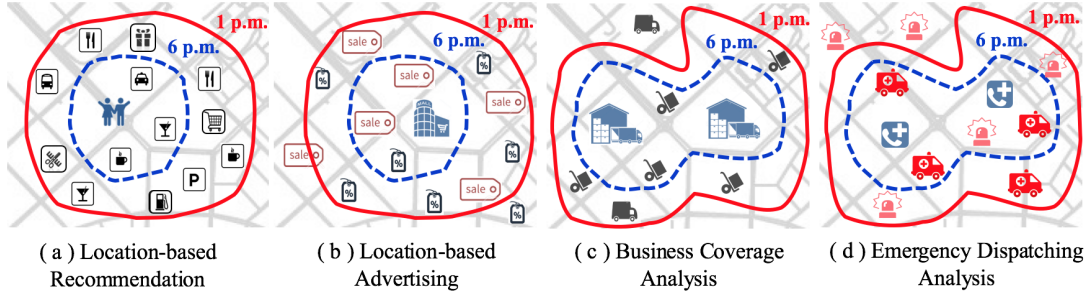 1 p.m.
6 p.m.
P
( a ) Location-based
Recommendation
1 p.m.
6 p.m.
sale
sale
sale
sale
sale
sale
%
%
%
%
%
%
MALL
( b ) Location-based
Advertising
1 p.m.
6 p.m.
( c ) Business Coverage
Analysis
1 p.m.
6 p.m.
( d ) Emergency Dispatching
Analysis